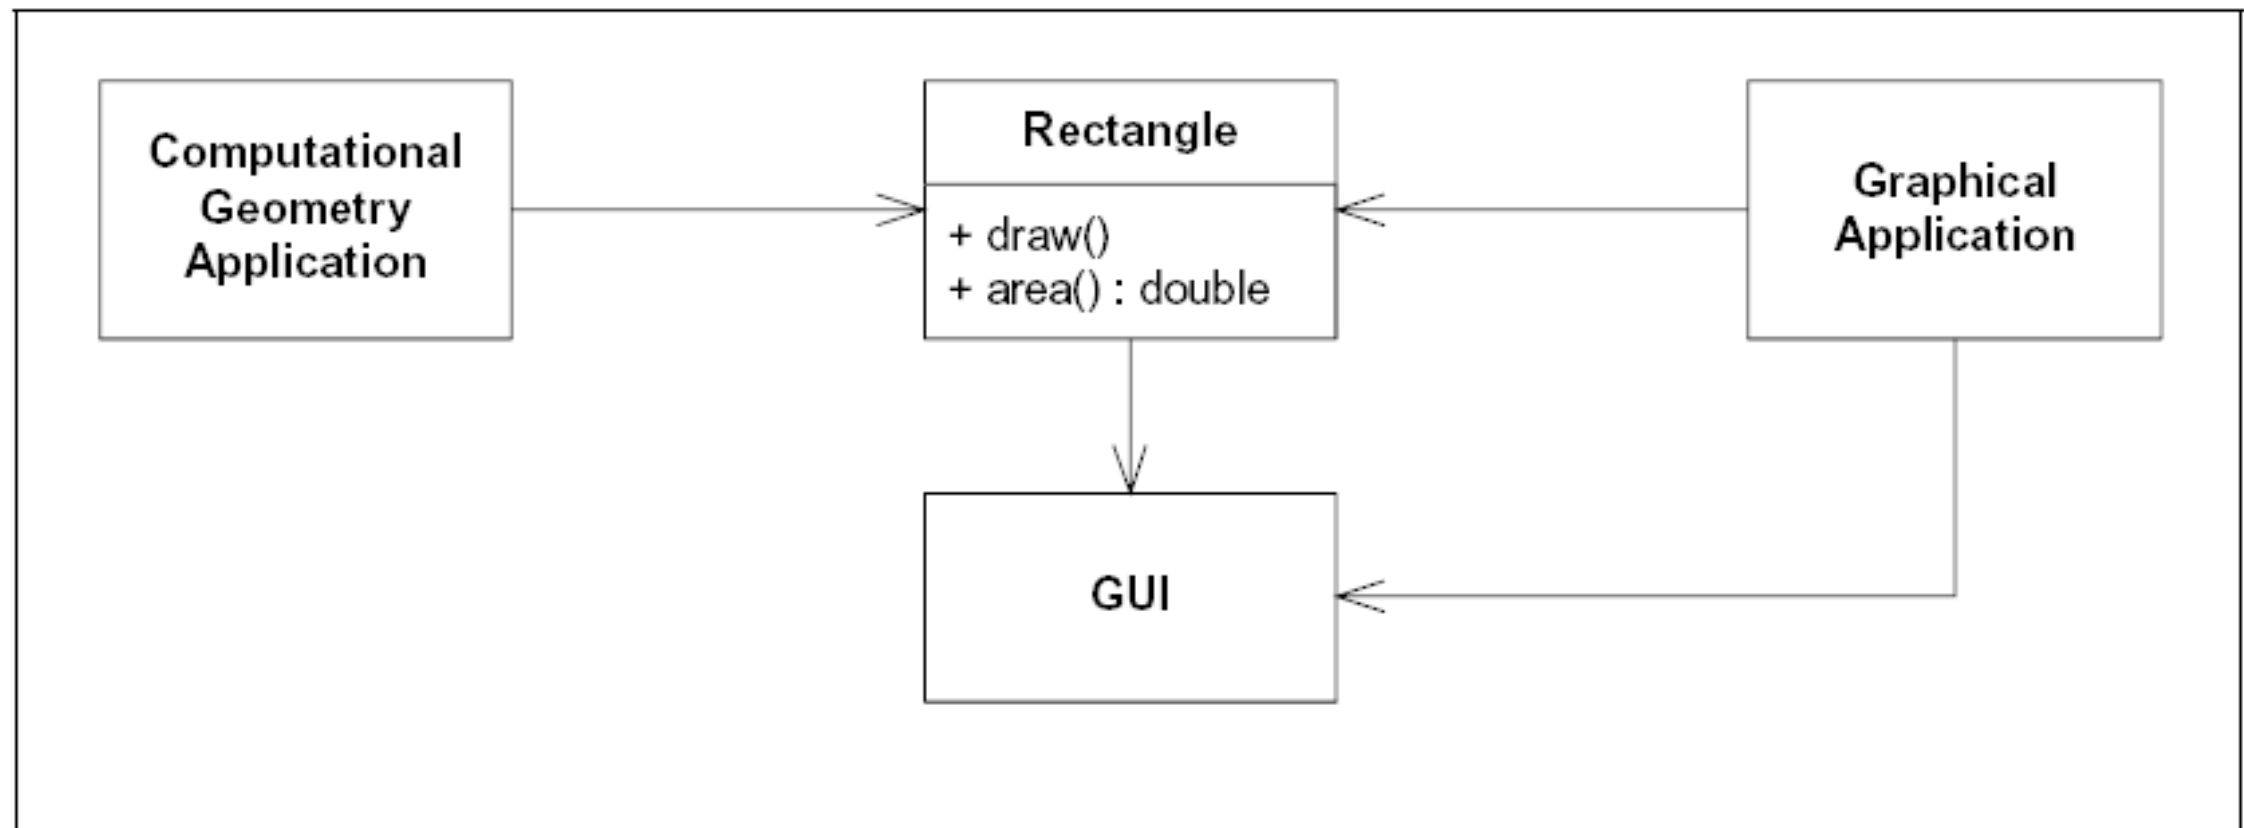 Computational
Geometry
Application
Rectangle
+ draw()
+ area() : double
Graphical
Application
GUI